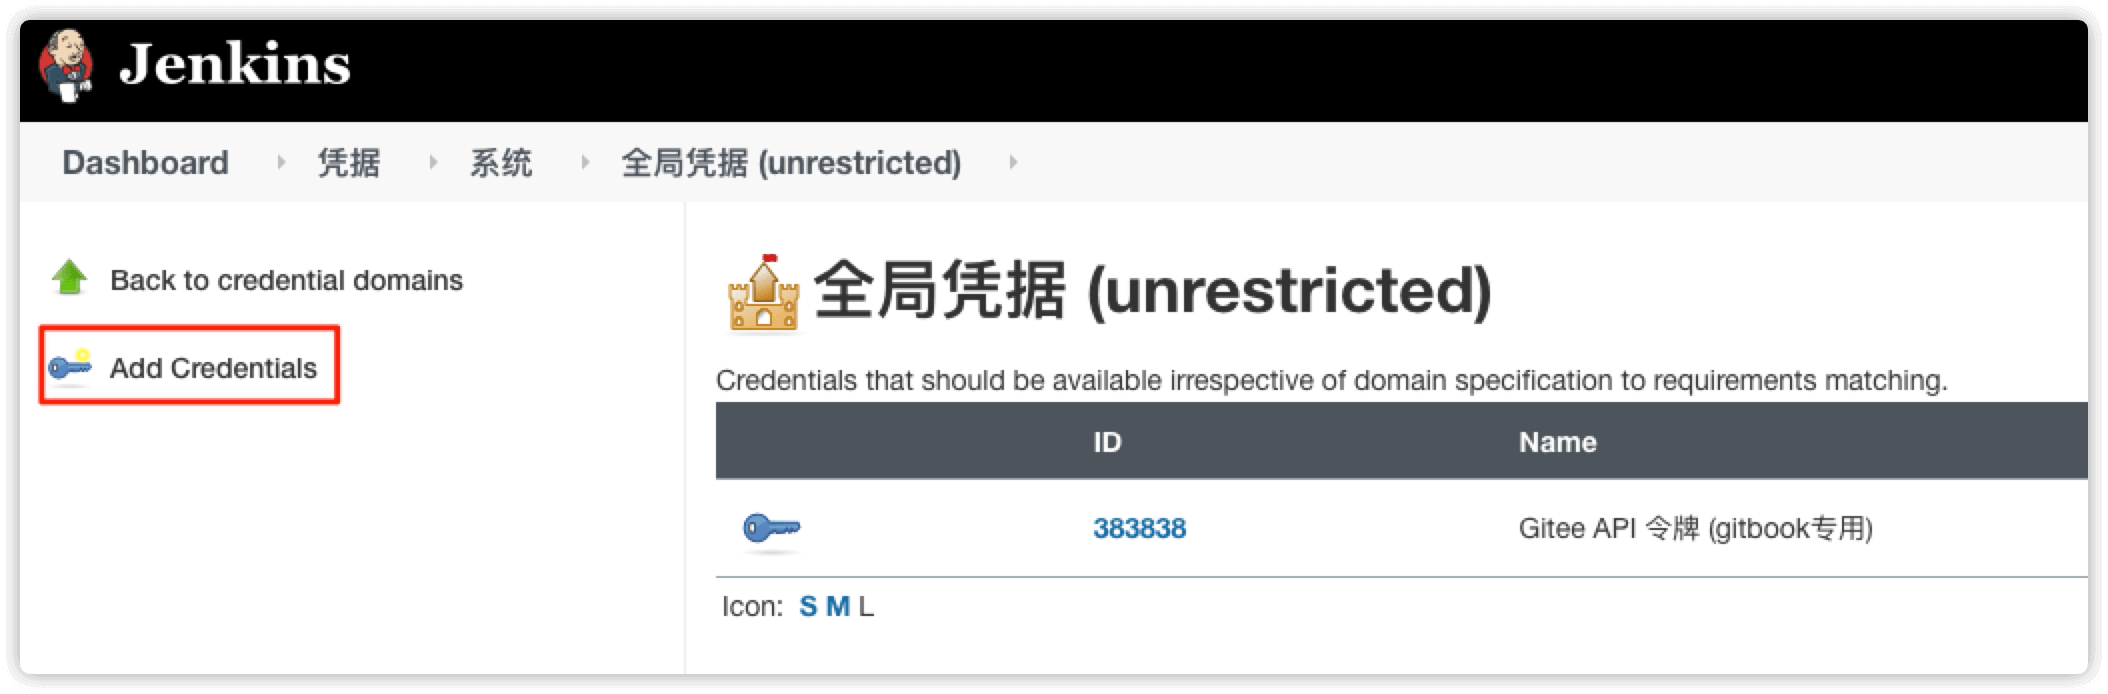 Jenkins
Dashboard 凭据 系统 全局凭据 (unrestricted)
Back to credential domains
Add Credentials
全局凭据 (unrestricted)
Credentials that should be available irrespective of domain specification to requirements matching.
ID Name
383838 Gitee API 令牌 (gitbook专用)
Icon: S M L